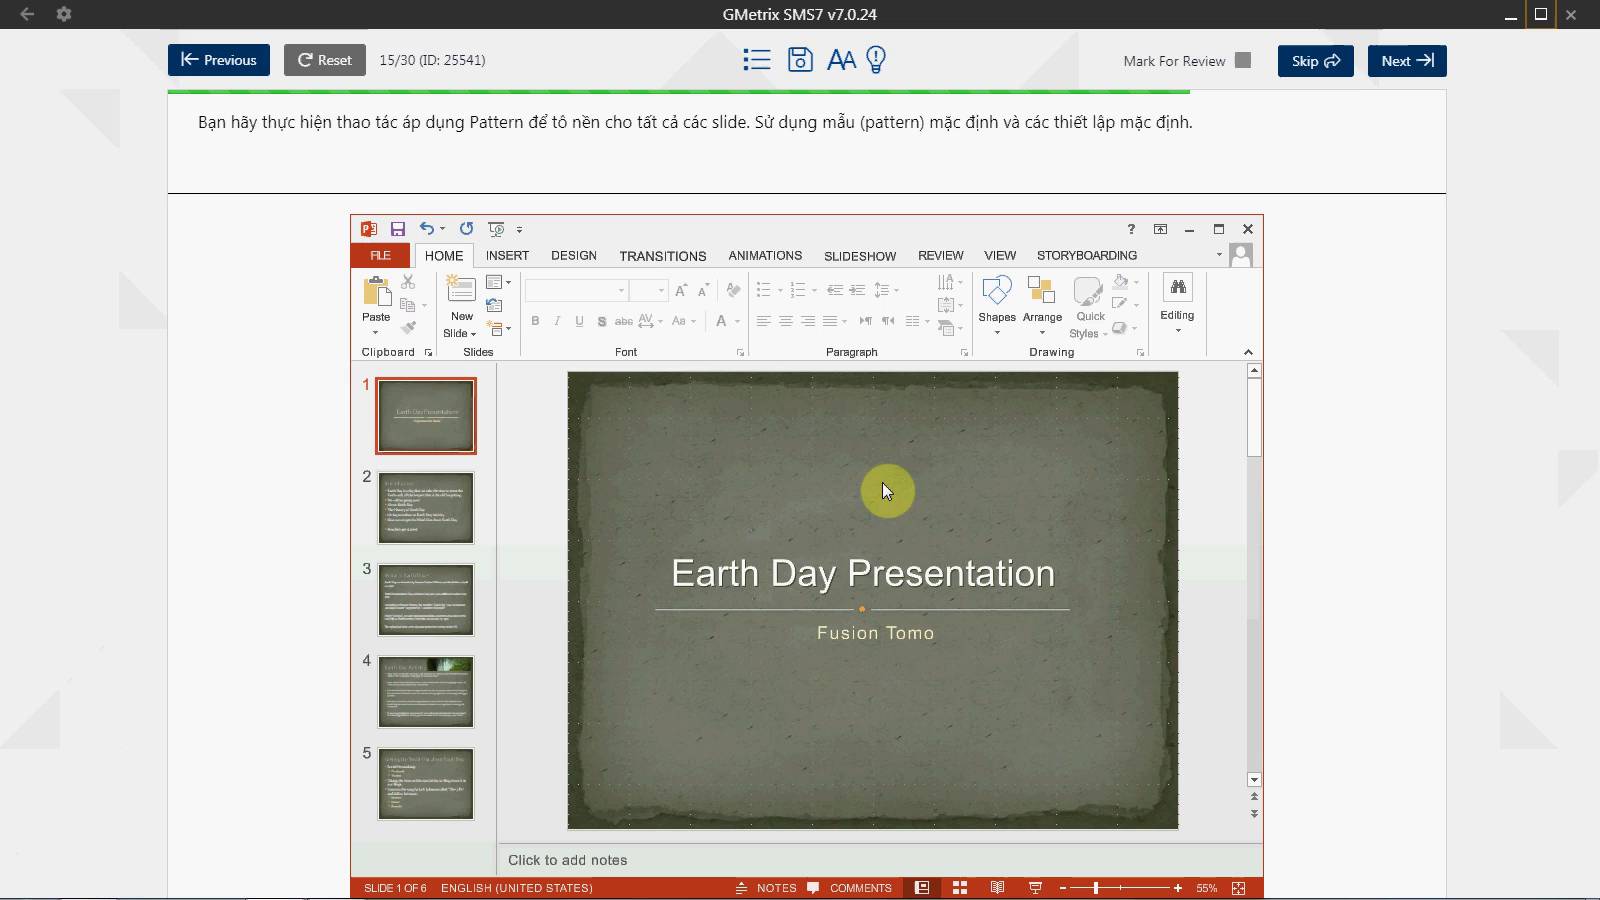 GMetrix SMS7 v7.0.24
Previous Reset 15/30 (ID: 25541) AA Mark For Review Skip Next
Bạn hãy thực hiện thao tác áp dụng Pattern để tô nền cho tất cả các slide. Sử dụng mẫu (pattern) mặc định và các thiết lập mặc định.
FILE HOME INSERT DESIGN TRANSITIONS ANIMATIONS SLIDESHOW REVIEW VIEW STORYBOARDING
Paste New Slide Shapes Arrange Quick Styles Editing
B I U S abc AV Aa A
Clipboard Slides Font Paragraph Drawing
1
2
3
4
5
Earth Day Presentation
Fusion Tomo
Click to add notes
SLIDE 1 OF 6 ENGLISH (UNITED STATES) NOTES COMMENTS 55%